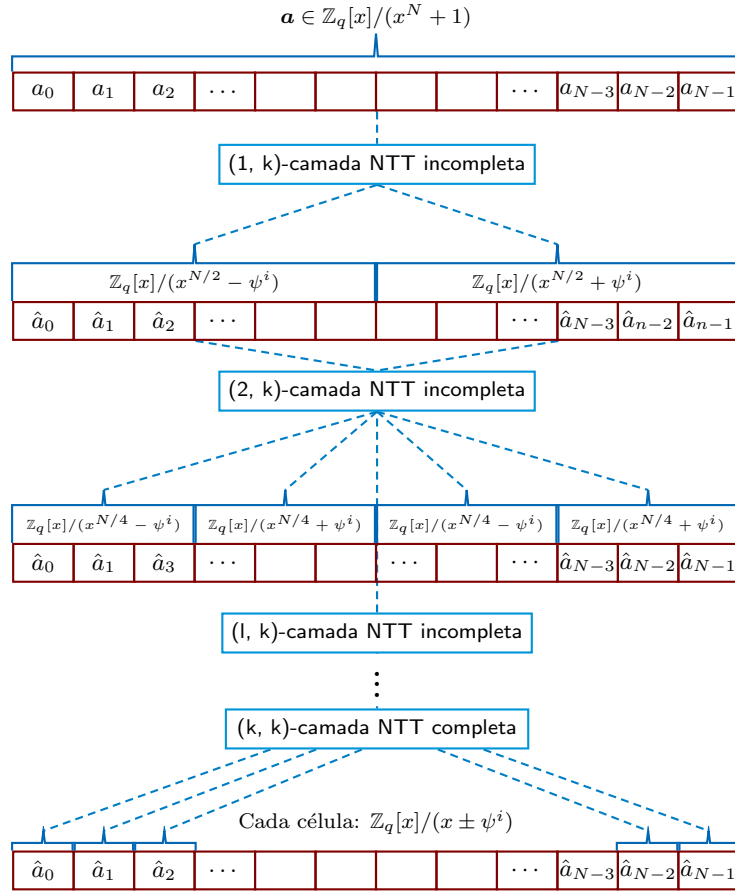 𝒂 ∈ ℤ_q[x]/(x^N + 1)
a_0 a_1 a_2 ⋯ ⋯ a_{N−3} a_{N−2} a_{N−1}
(1, k)-camada NTT incompleta
ℤ_q[x]/(x^{N/2} − ψ^i) ℤ_q[x]/(x^{N/2} + ψ^i)
â_0 â_1 â_2 ⋯ ⋯ â_{N−3} â_{n−2} â_{n−1}
(2, k)-camada NTT incompleta
ℤ_q[x]/(x^{N/4} − ψ^i) ℤ_q[x]/(x^{N/4} + ψ^i) ℤ_q[x]/(x^{N/4} − ψ^i) ℤ_q[x]/(x^{N/4} + ψ^i)
â_0 â_1 â_3 ⋯ ⋯ ⋯ â_{N−3} â_{N−2} â_{N−1}
(l, k)-camada NTT incompleta
⋮
(k, k)-camada NTT completa
Cada célula: ℤ_q[x]/(x ± ψ^i)
â_0 â_1 â_2 ⋯ ⋯ â_{N−3} â_{N−2} â_{N−1}